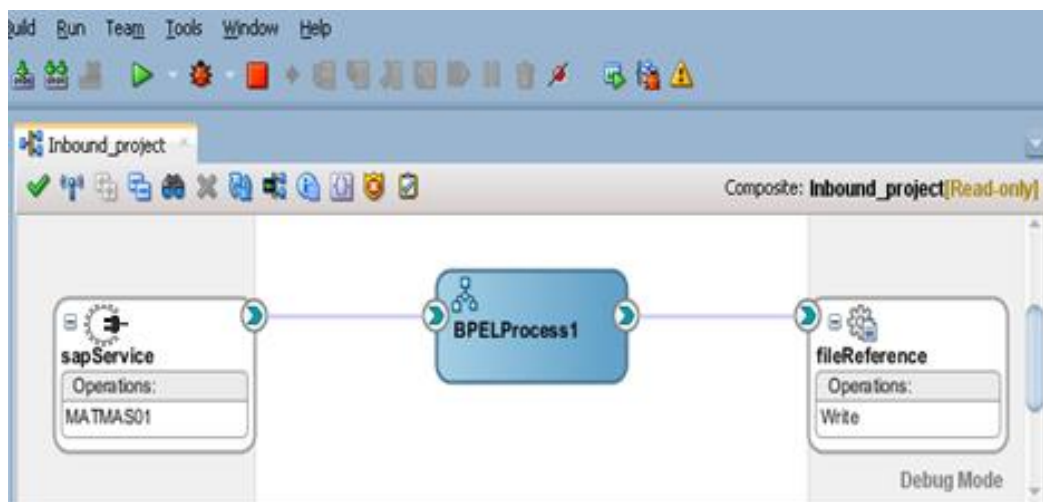 uild Run Team Tools Window Help
Inbound_project
Composite: Inbound_project[Read-only]
sapService
Operations:
MATMAS01
BPELProcess1
fileReference
Operations:
Write
Debug Mode